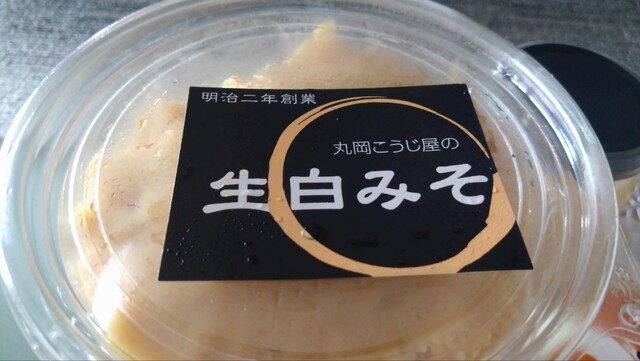 明治二年創業
丸岡こうじ屋の
生白みそ